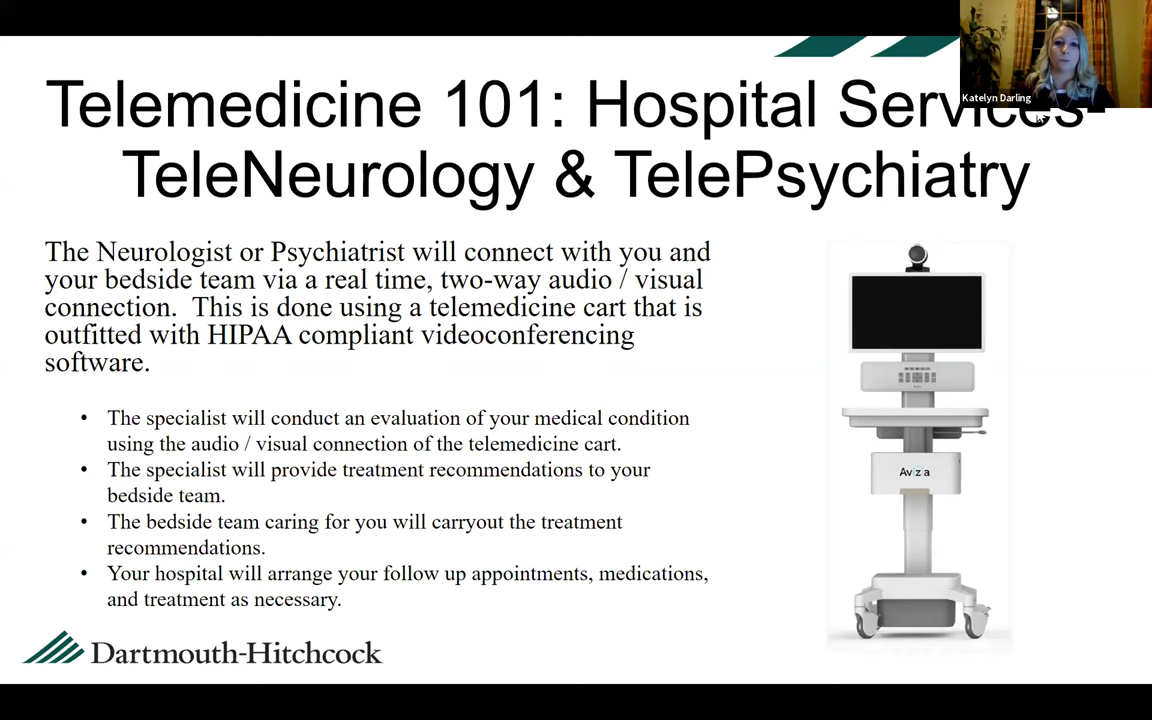 Telemedicine 101: Hospital Services-
TeleNeurology & TelePsychiatry
Katelyn Darling
The Neurologist or Psychiatrist will connect with you and
your bedside team via a real time, two-way audio / visual
connection.  This is done using a telemedicine cart that is
outfitted with HIPAA compliant videoconferencing
software.
• The specialist will conduct an evaluation of your medical condition
using the audio / visual connection of the telemedicine cart.
• The specialist will provide treatment recommendations to your
bedside team.
• The bedside team caring for you will carryout the treatment
recommendations.
• Your hospital will arrange your follow up appointments, medications,
and treatment as necessary.
Avizia
Dartmouth-Hitchcock